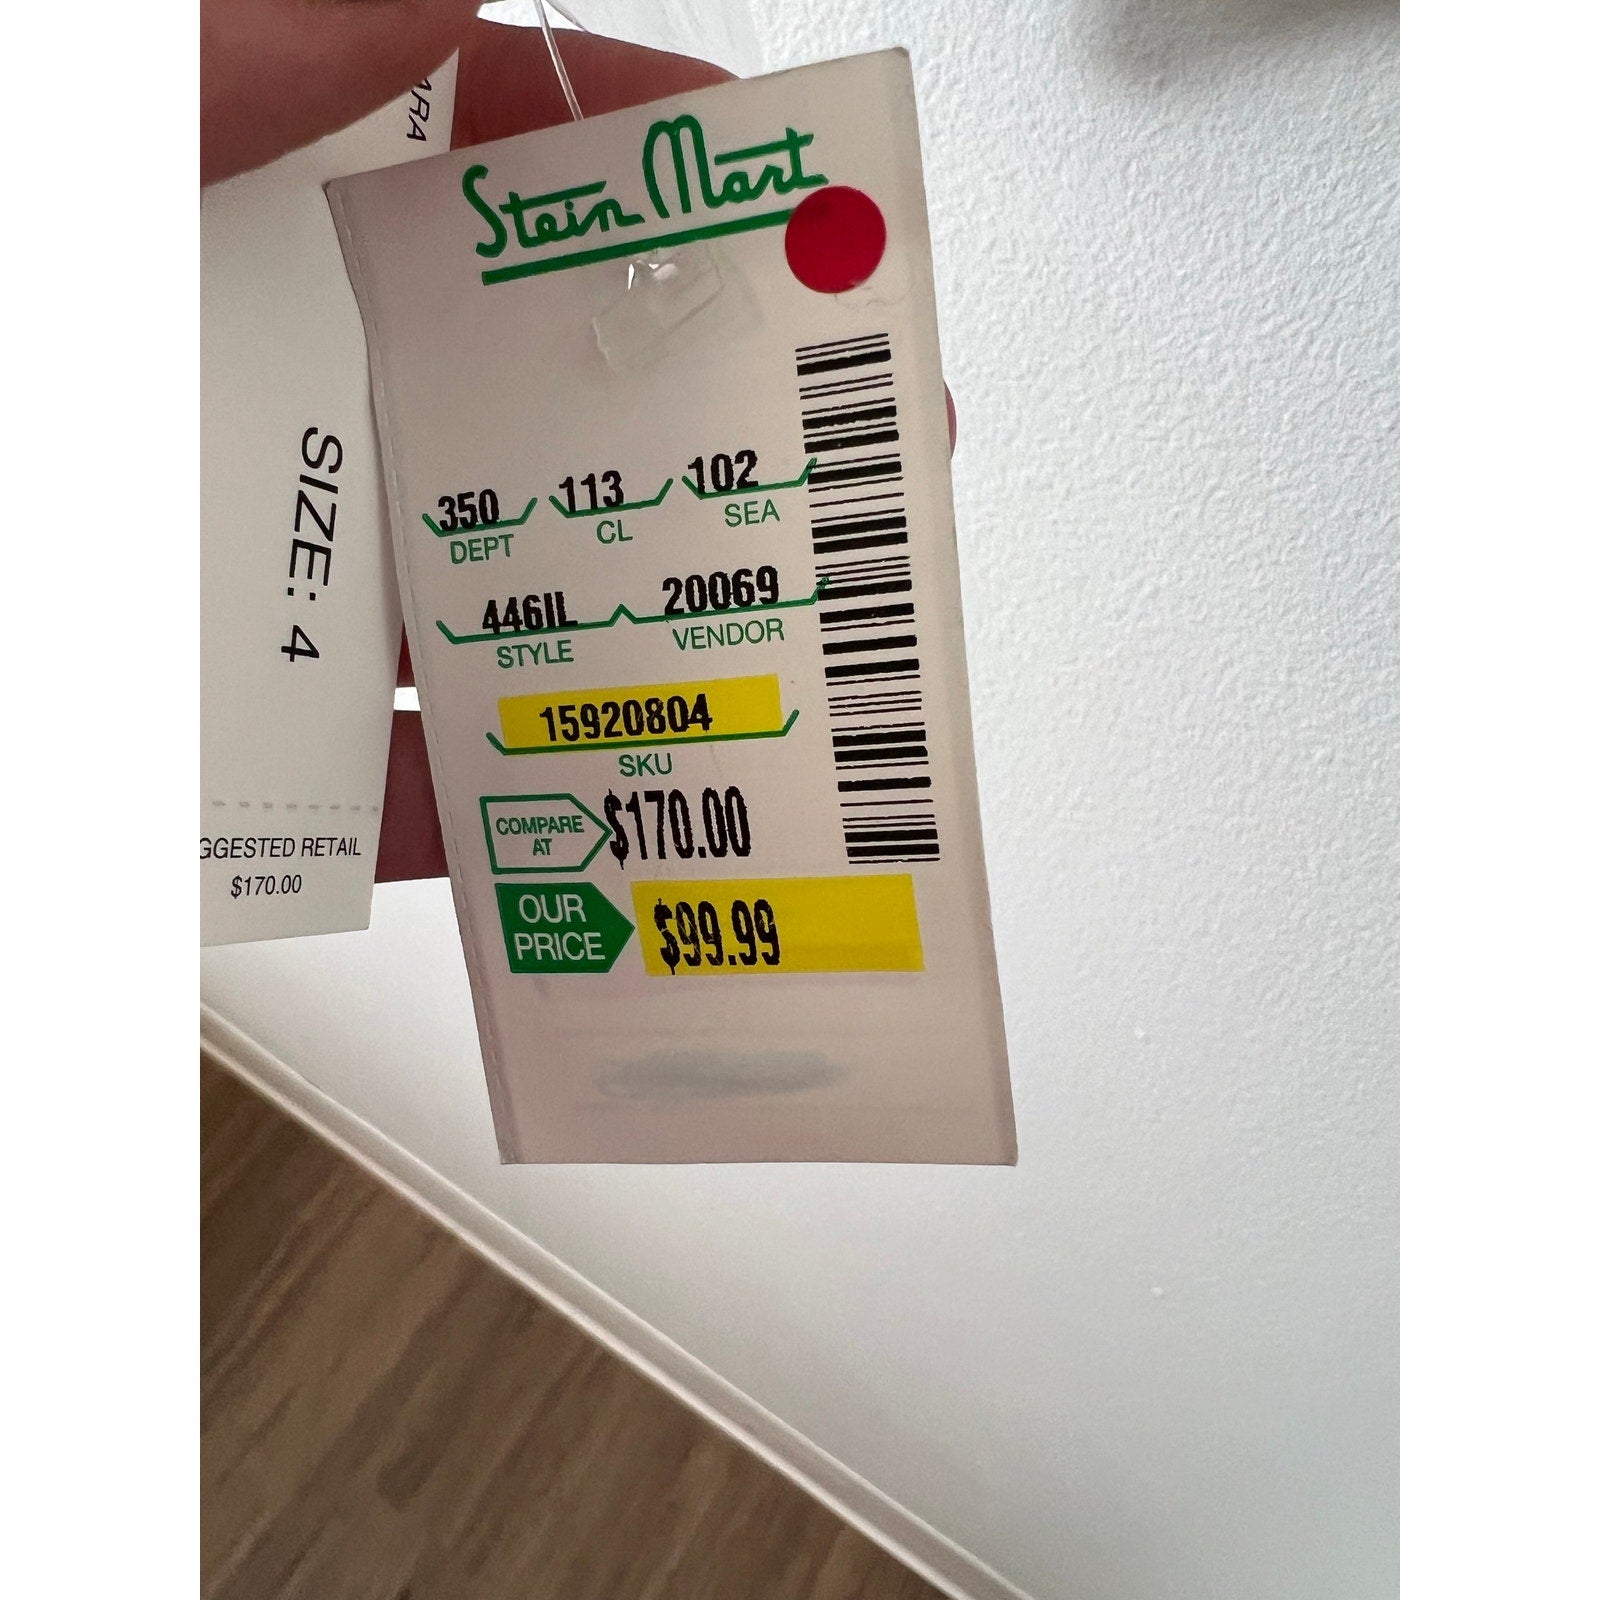 Stein Mart
350 113 102
DEPT CL SEA
446IL 20069
STYLE VENDOR
15920804
SKU
COMPARE
AT
$170.00
OUR
PRICE
$99.99
SIZE: 4
GGESTED RETAIL
$170.00